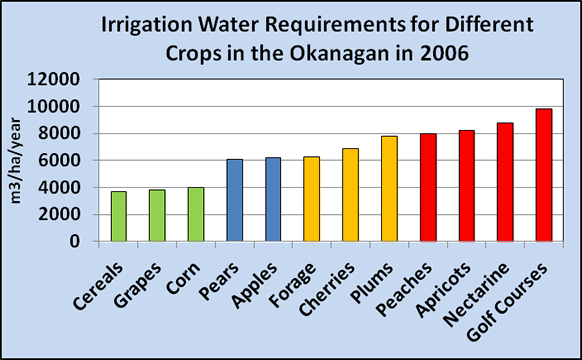 Irrigation Water Requirements for Different
Crops in the Okanagan in 2006
m3/ha/year
12000
10000
8000
6000
4000
2000
0
Cereals
Grapes
Corn
Pears
Apples
Forage
Cherries
Plums
Peaches
Apricots
Nectarine
Golf Courses